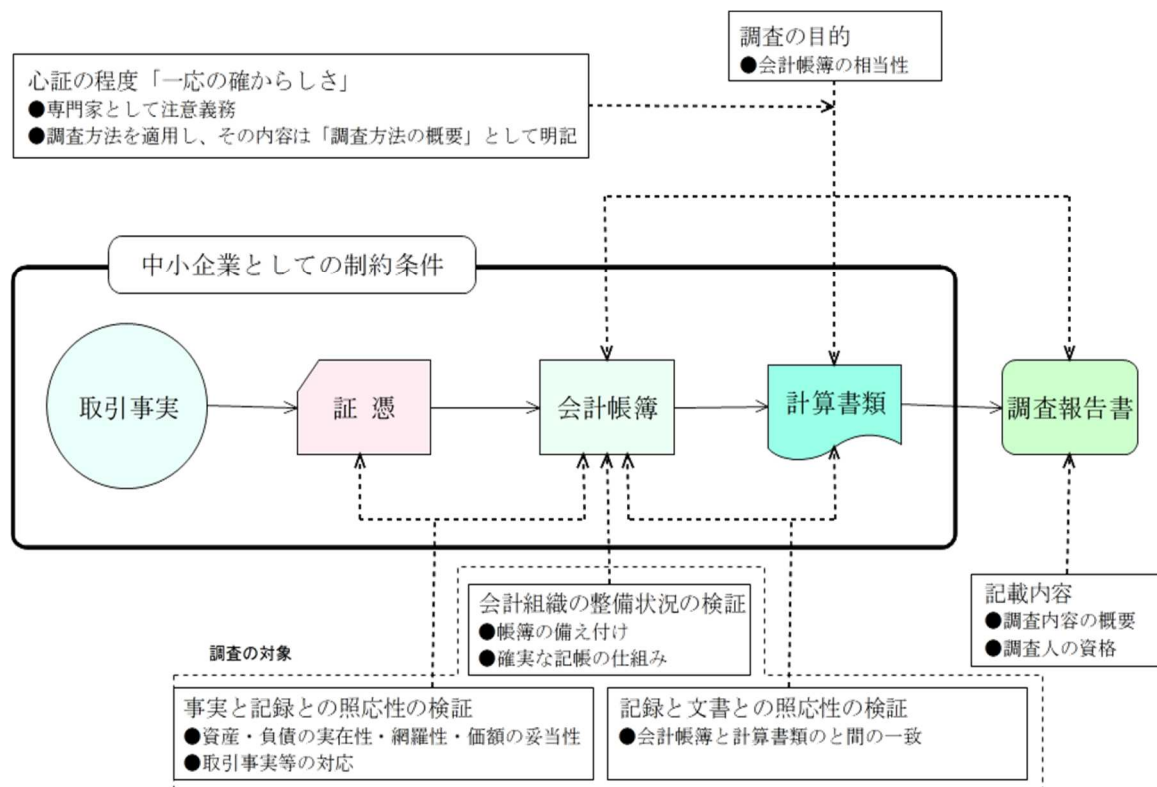 調査の目的
●会計帳簿の相当性
心証の程度「一応の確からしさ」
●専門家として注意義務
●調査方法を適用し、その内容は「調査方法の概要」として明記
中小企業としての制約条件
取引事実
証 憑
会計帳簿
計算書類
調査報告書
会計組織の整備状況の検証
●帳簿の備え付け
●確実な記帳の仕組み
記載内容
●調査内容の概要
●調査人の資格
調査の対象
事実と記録との照応性の検証
●資産・負債の実在性・網羅性・価額の妥当性
●取引事実等の対応
記録と文書との照応性の検証
●会計帳簿と計算書類のと間の一致